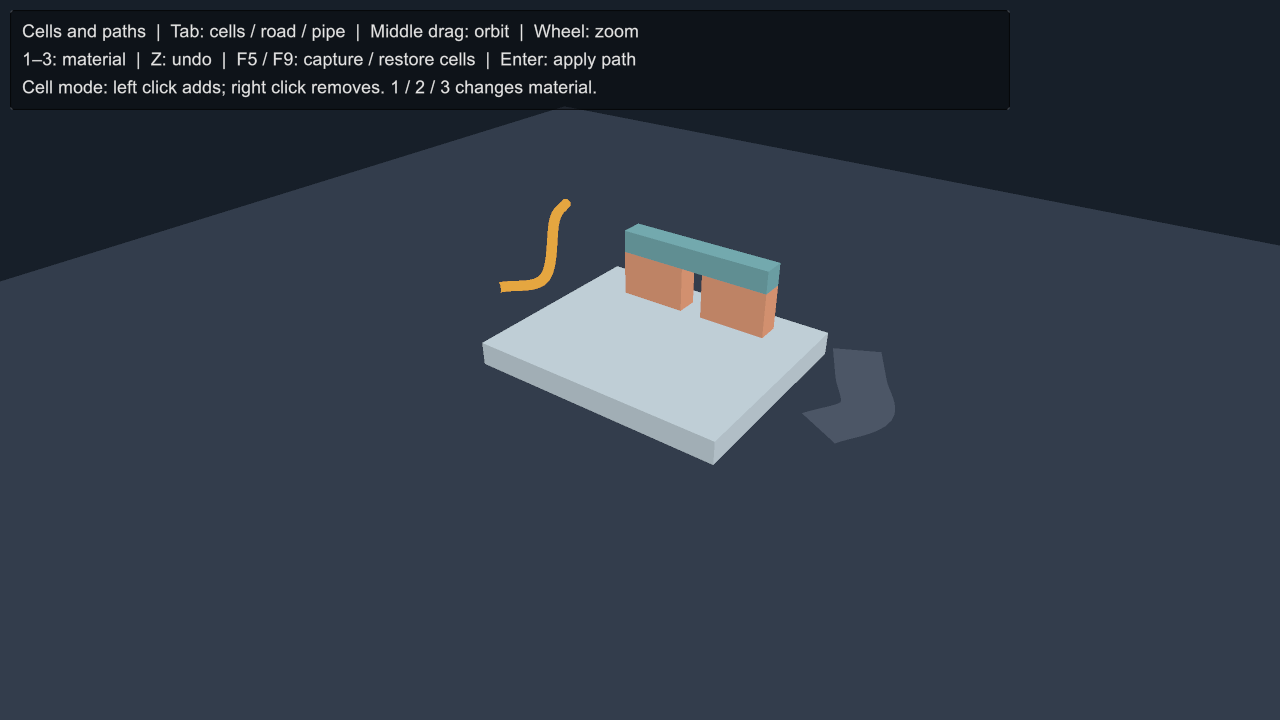 Cells and paths  |  Tab: cells / road / pipe  |  Middle drag: orbit  |  Wheel: zoom
1–3: material  |  Z: undo  |  F5 / F9: capture / restore cells  |  Enter: apply path
Cell mode: left click adds; right click removes. 1 / 2 / 3 changes material.